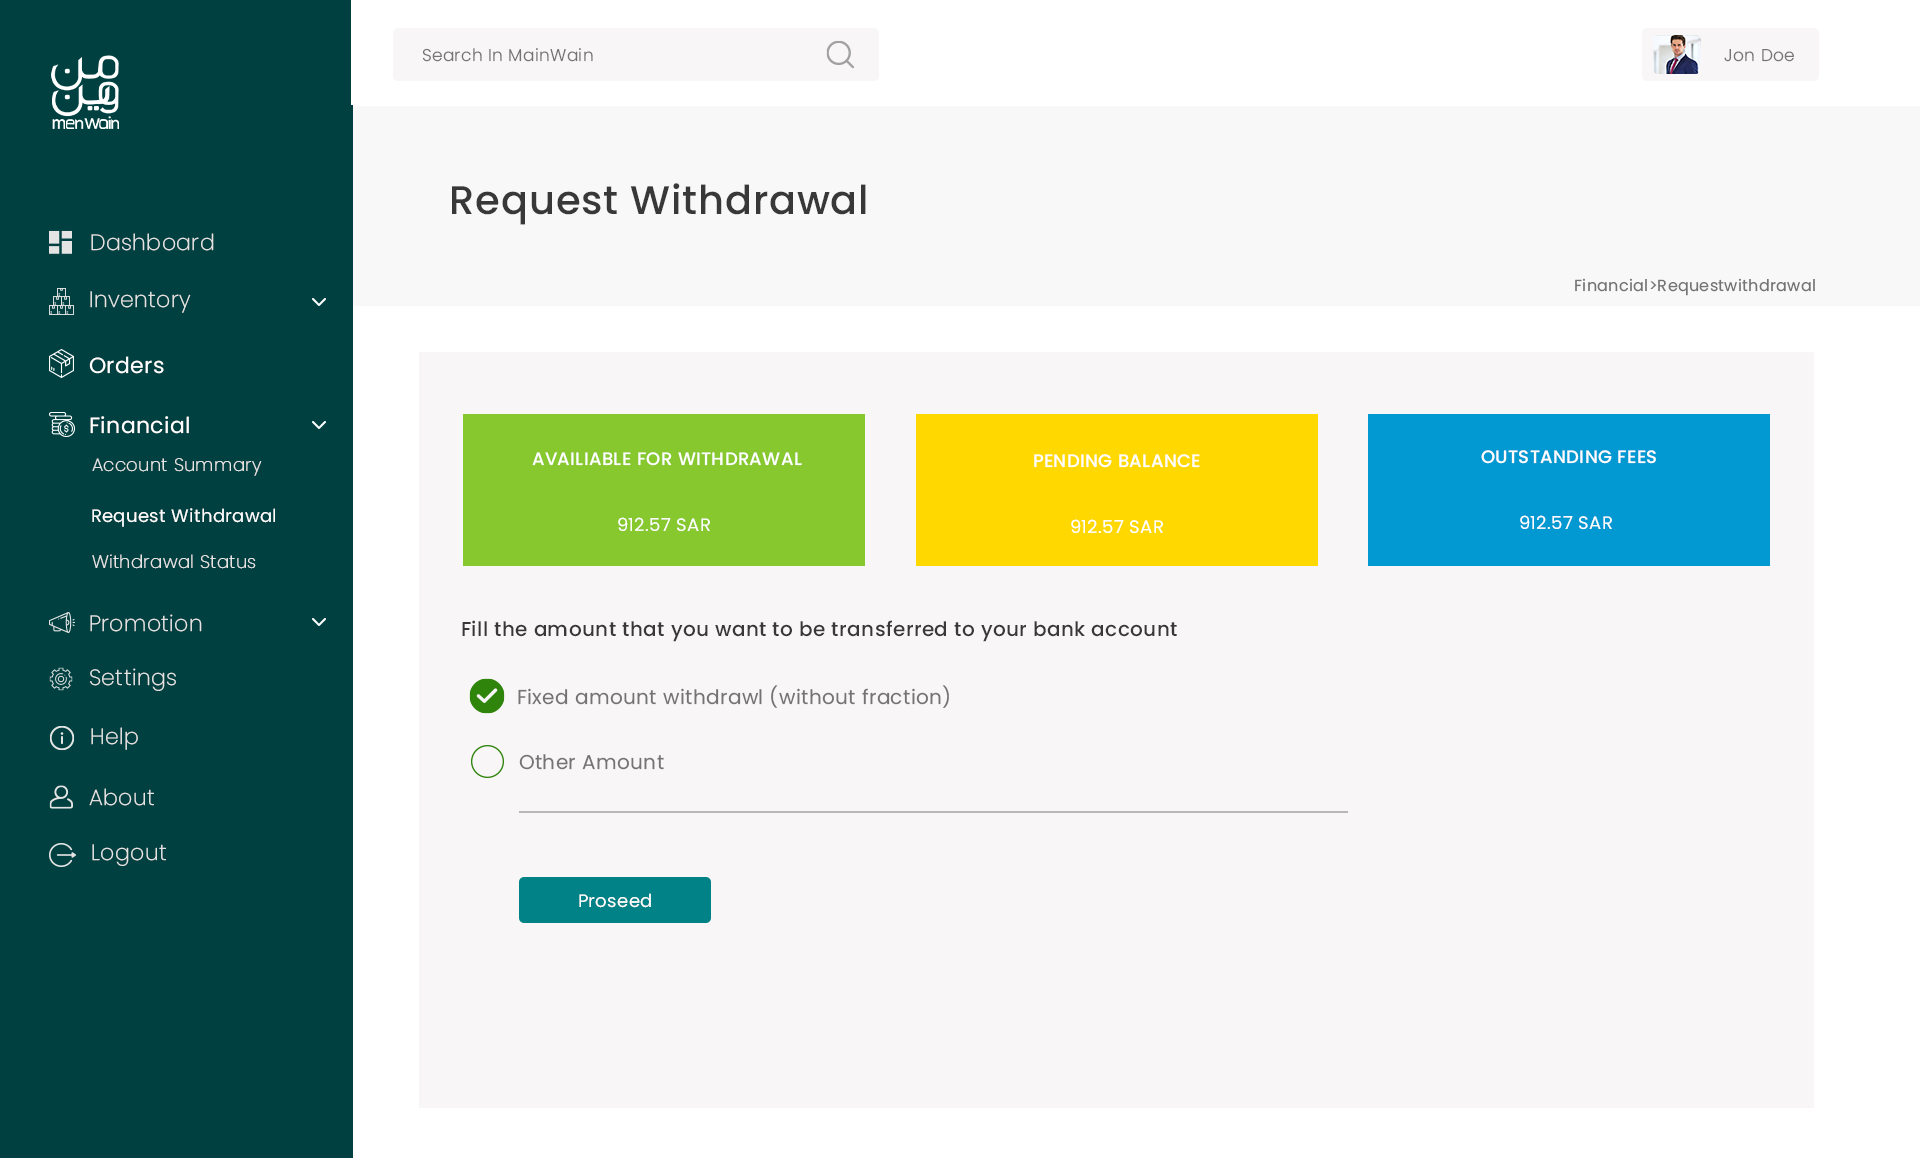 من
وين
menWain
Search In MainWain
Jon Doe
Request Withdrawal
Financial>Requestwithdrawal
Dashboard
Inventory
Orders
Financial
Account Summary
Request Withdrawal
Withdrawal Status
Promotion
Settings
Help
About
Logout
AVAILIABLE FOR WITHDRAWAL
912.57 SAR
PENDING BALANCE
912.57 SAR
OUTSTANDING FEES
912.57 SAR
Fill the amount that you want to be transferred to your bank account
Fixed amount withdrawl (without fraction)
Other Amount
Proseed